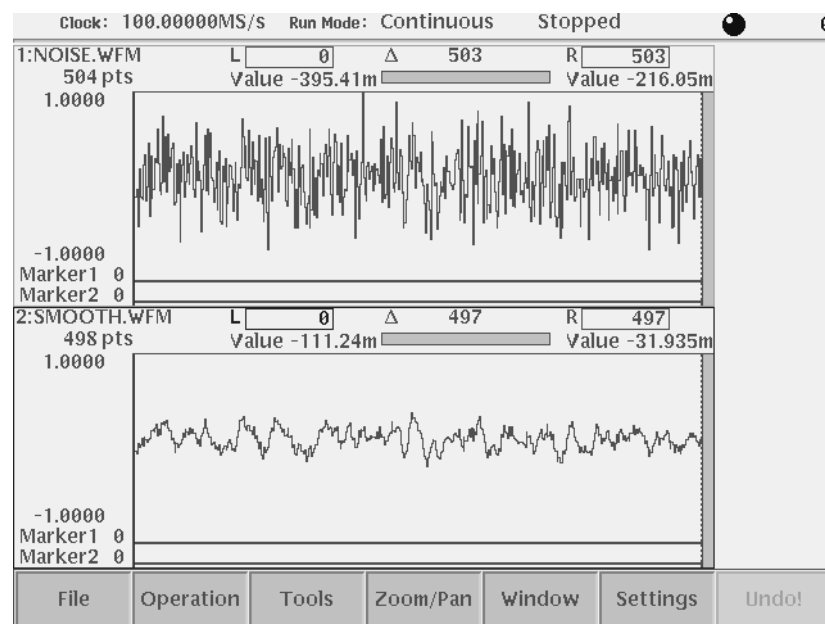 Clock: 100.00000MS/s Run Mode: Continuous Stopped
1:NOISE.WFM L 0 Δ 503 R 503
504 pts Value -395.41m Value -216.05m
1.0000
-1.0000
Marker1 0
Marker2 0
2:SMOOTH.WFM L 0 Δ 497 R 497
498 pts Value -111.24m Value -31.935m
1.0000
-1.0000
Marker1 0
Marker2 0
File Operation Tools Zoom/Pan Window Settings Undo!